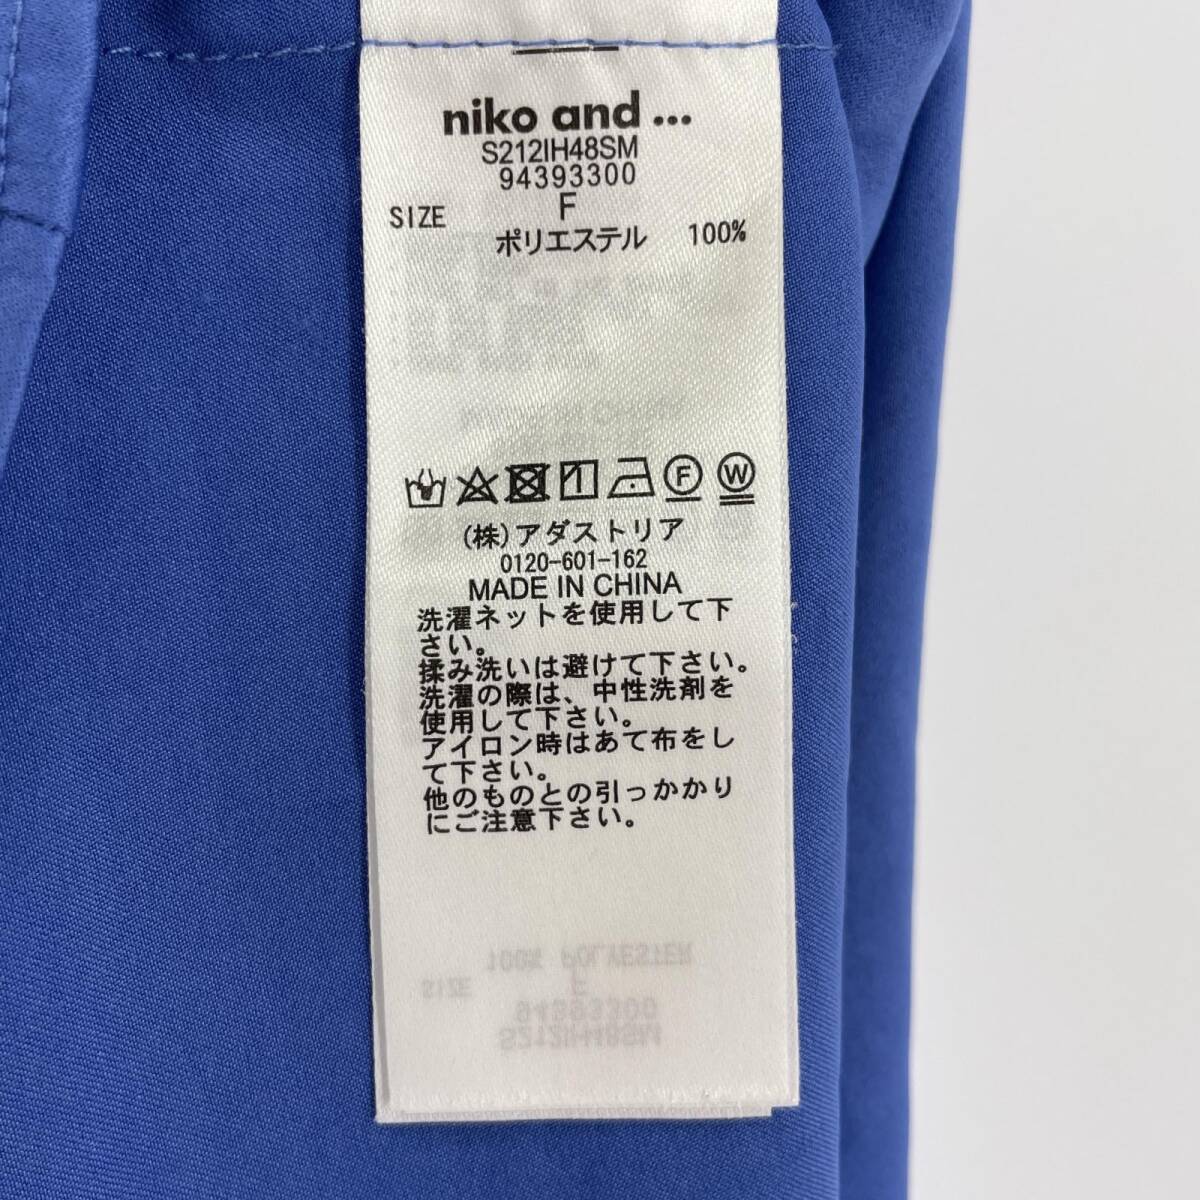 niko and ...
S212IH48SM
94393300
SIZE F
ポリエステル 100%
F W
(株)アダストリア
0120-601-162
MADE IN CHINA
洗濯ネットを使用して下
さい。
揉み洗いは避けて下さい。
洗濯の際は、中性洗剤を
使用して下さい。
アイロン時はあて布をし
て下さい。
他のものとの引っかかり
にご注意下さい。
100% POLYESTER
SIZE F
94393300
S212IH48SM